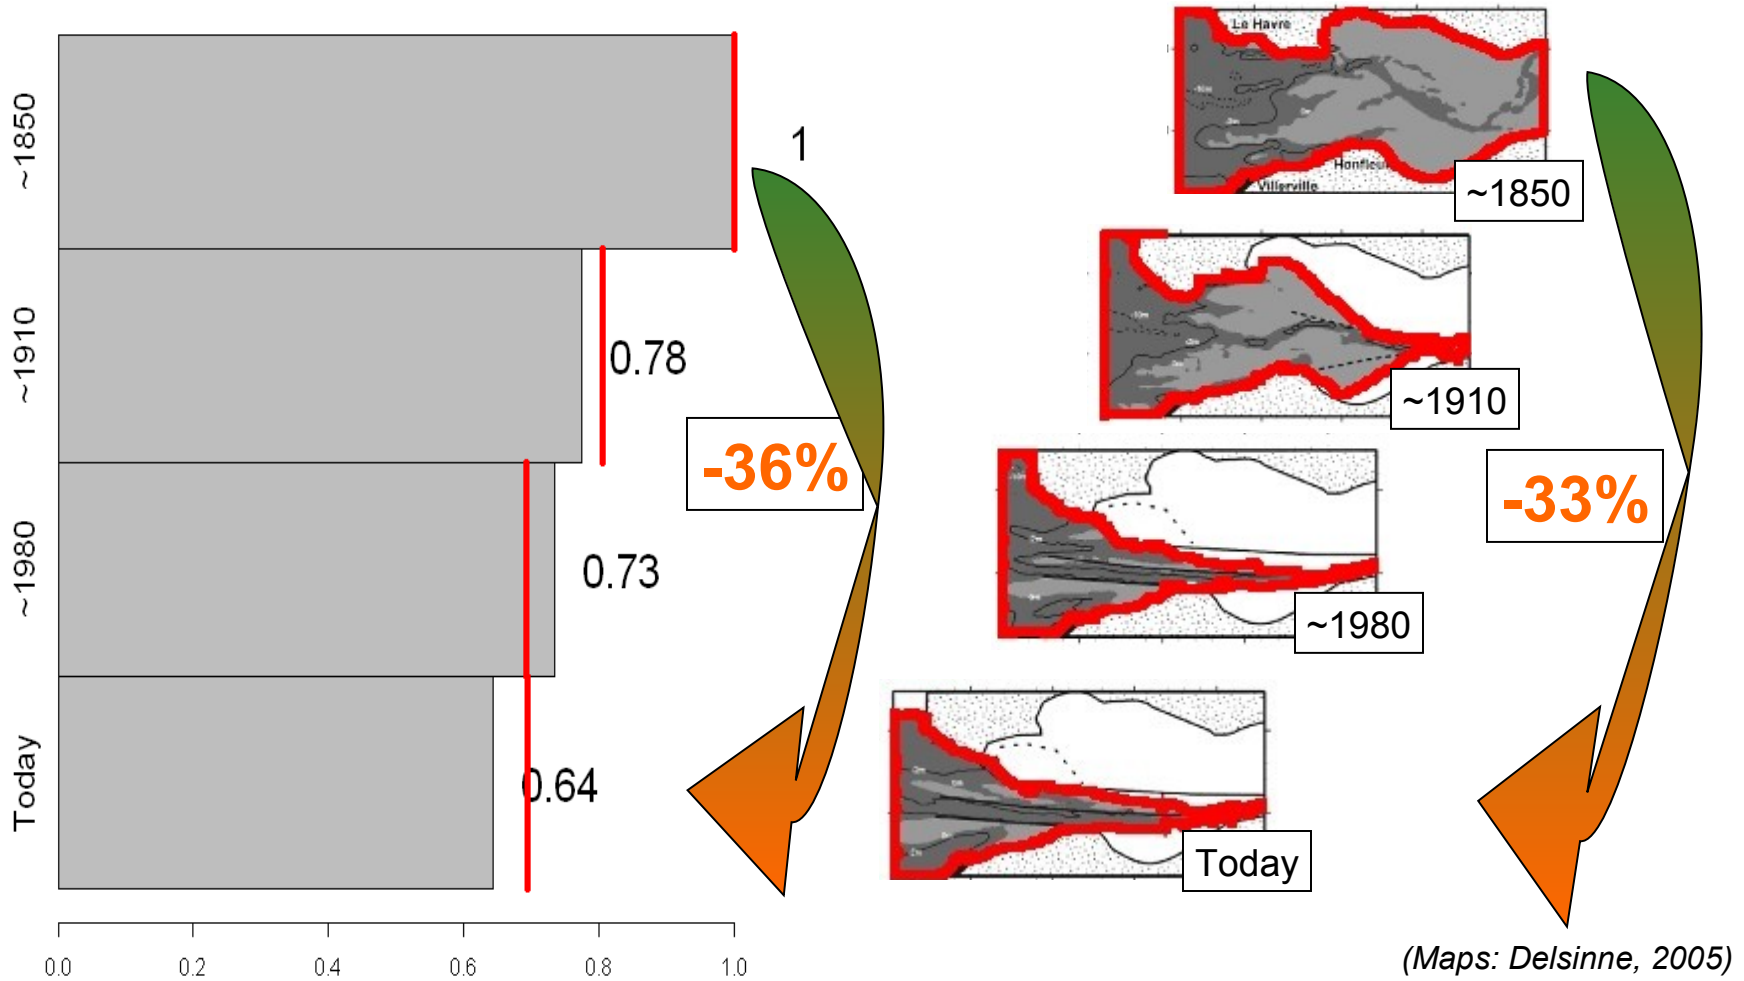 ~1850
1
~1910
0.78
-36%
~1980
0.73
Today
0.64
0.0 0.2 0.4 0.6 0.8 1.0
Le Havre
Honfleur
Villerville
~1850
~1910
-33%
~1980
Today
(Maps: Delsinne, 2005)